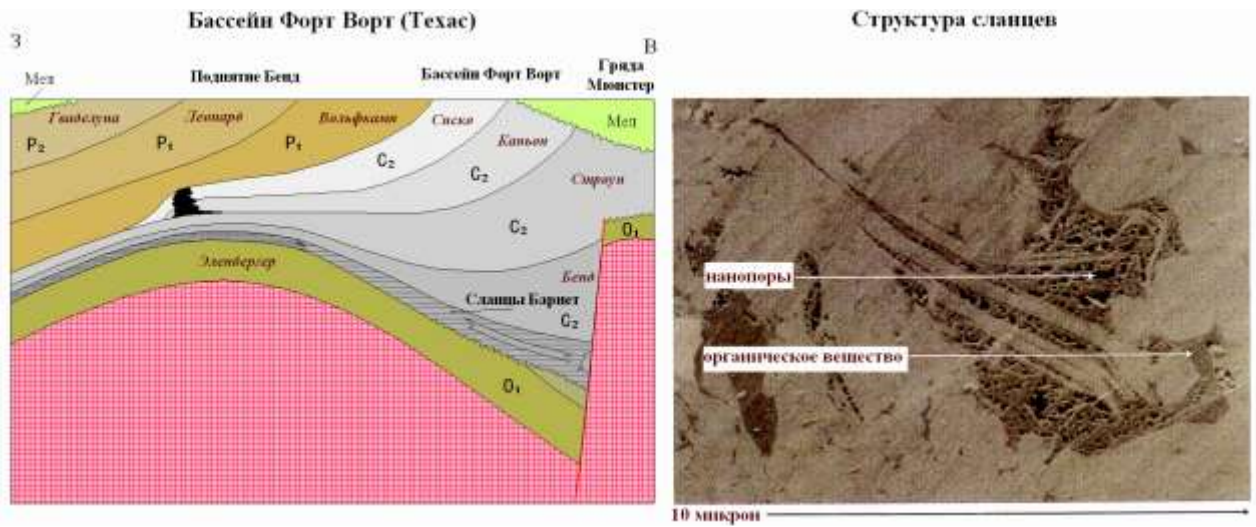 Бассейн Форт Ворт (Техас)
З
В
Мел
Поднятие Бенд
Бассейн Форт Ворт
Гряда
Мюнстер
Гваделупа
Леонард
Вольфкамп
Сиско
Каньон
Строун
Мел
P₂
P₁
P₁
C₂
C₂
C₂
O₁
Эленбергер
Бенд
Сланцы Барнет
C₂
O₁
Структура сланцев
нанопоры
органическое вещество
10 микрон